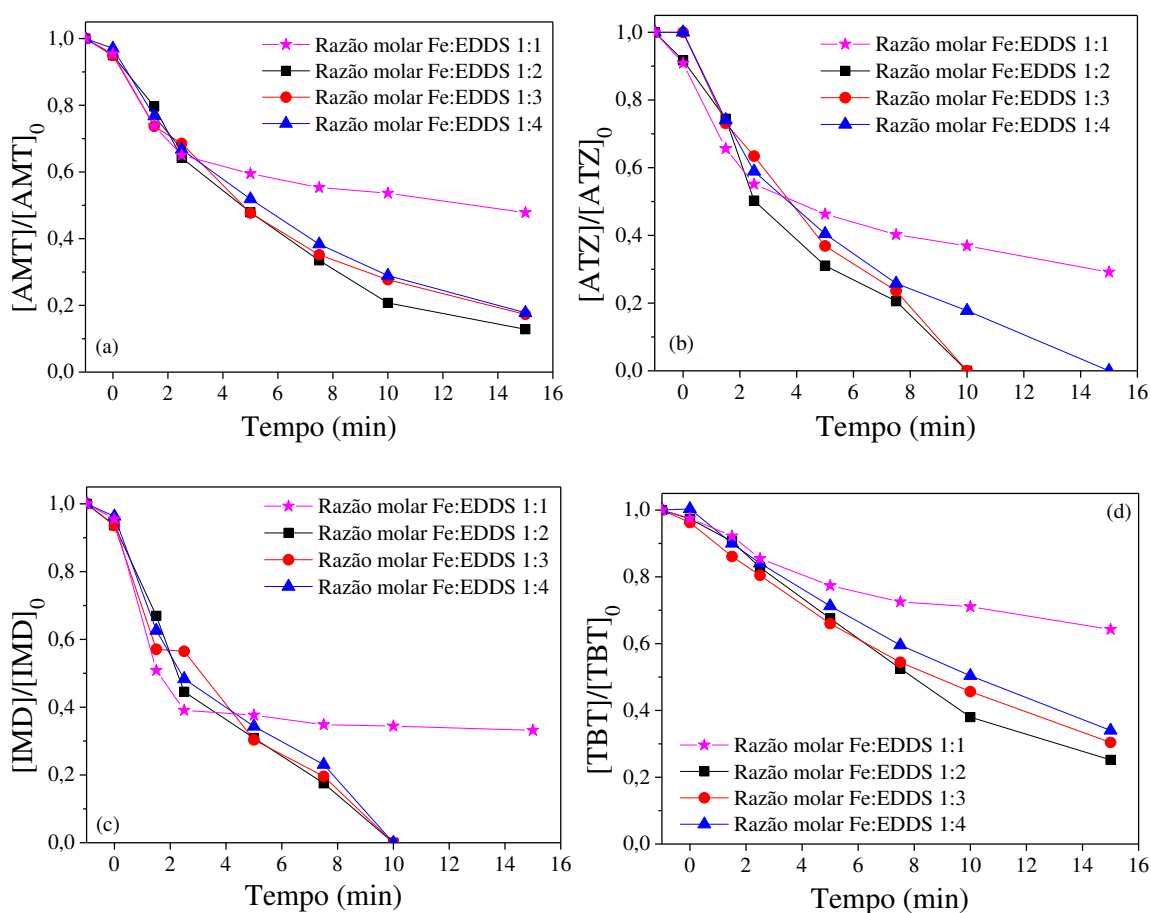 1,0
0,8
0,6
0,4
0,2
0,0
[AMT]/[AMT]0
Razão molar Fe:EDDS 1:1
Razão molar Fe:EDDS 1:2
Razão molar Fe:EDDS 1:3
Razão molar Fe:EDDS 1:4
(a)
0 2 4 6 8 10 12 14 16
Tempo (min)
1,0
0,8
0,6
0,4
0,2
0,0
[ATZ]/[ATZ]0
Razão molar Fe:EDDS 1:1
Razão molar Fe:EDDS 1:2
Razão molar Fe:EDDS 1:3
Razão molar Fe:EDDS 1:4
(b)
0 2 4 6 8 10 12 14 16
Tempo (min)
1,0
0,8
0,6
0,4
0,2
0,0
[IMD]/[IMD]0
Razão molar Fe:EDDS 1:1
Razão molar Fe:EDDS 1:2
Razão molar Fe:EDDS 1:3
Razão molar Fe:EDDS 1:4
(c)
0 2 4 6 8 10 12 14 16
Tempo (min)
1,0
0,8
0,6
0,4
0,2
0,0
[TBT]/[TBT]0
(d)
Razão molar Fe:EDDS 1:1
Razão molar Fe:EDDS 1:2
Razão molar Fe:EDDS 1:3
Razão molar Fe:EDDS 1:4
0 2 4 6 8 10 12 14 16
Tempo (min)